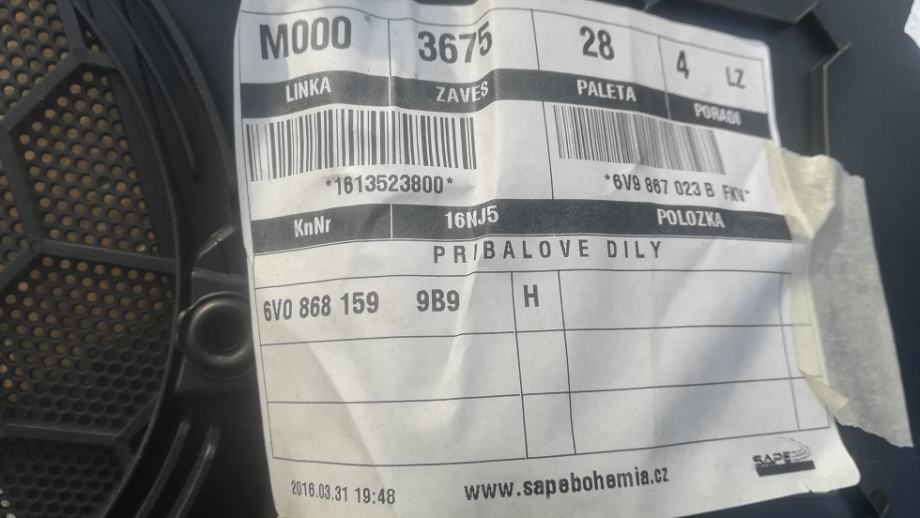 M000 3675 28 4 LZ
LINKA ZAVES PALETA PORADI
*1613523800* *6V9 867 023 B FKV*
KnNr 16NJ5 POLOZKA
PRIBALOVE DILY
6V0 868 159 9B9 H
2016.03.31 19:48 www.sapebohemia.cz SAPE